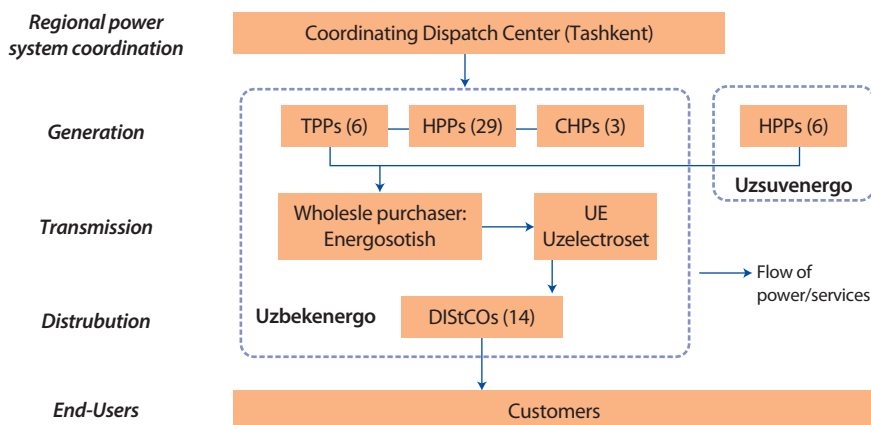 Regional power
system coordination
Coordinating Dispatch Center (Tashkent)
Generation
TPPs (6)
HPPs (29)
CHPs (3)
HPPs (6)
Uzsuvenergo
Transmission
Wholesle purchaser:
Energosotish
UE
Uzelectroset
Flow of
power/services
Distrubution
Uzbekenergo
DIStCOs (14)
End-Users
Customers